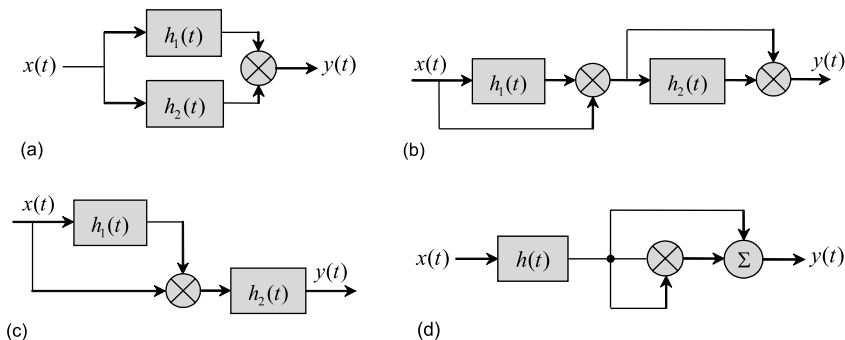 x(t)
h₁(t)
h₂(t)
y(t)
(a)
x(t)
h₁(t)
h₂(t)
y(t)
(b)
x(t)
h₁(t)
h₂(t)
y(t)
(c)
x(t)
h(t)
Σ
y(t)
(d)